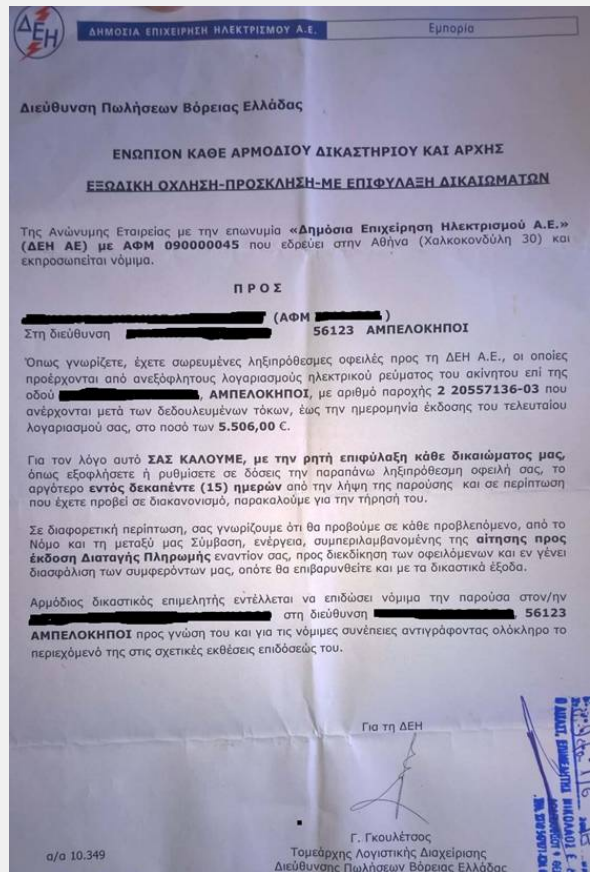 ΔΕΗ
ΔΗΜΟΣΙΑ ΕΠΙΧΕΙΡΗΣΗ ΗΛΕΚΤΡΙΣΜΟΥ Α.Ε. Εμπορία
Διεύθυνση Πωλήσεων Βόρειας Ελλάδας
ΕΝΩΠΙΟΝ ΚΑΘΕ ΑΡΜΟΔΙΟΥ ΔΙΚΑΣΤΗΡΙΟΥ ΚΑΙ ΑΡΧΗΣ
ΕΞΩΔΙΚΗ ΟΧΛΗΣΗ-ΠΡΟΣΚΛΗΣΗ-ΜΕ ΕΠΙΦΥΛΑΞΗ ΔΙΚΑΙΩΜΑΤΩΝ
Της Ανώνυμης Εταιρείας με την επωνυμία «Δημόσια Επιχείρηση Ηλεκτρισμού Α.Ε.»
(ΔΕΗ ΑΕ) με ΑΦΜ 090000045 που εδρεύει στην Αθήνα (Χαλκοκονδύλη 30) και
εκπροσωπείται νόμιμα.
Π Ρ Ο Σ
(ΑΦΜ )
Στη διεύθυνση 56123 ΑΜΠΕΛΟΚΗΠΟΙ
Όπως γνωρίζετε, έχετε σωρευμένες ληξιπρόθεσμες οφειλές προς τη ΔΕΗ Α.Ε., οι οποίες
προέρχονται από ανεξόφλητους λογαριασμούς ηλεκτρικού ρεύματος του ακινήτου επί της
οδού , ΑΜΠΕΛΟΚΗΠΟΙ, με αριθμό παροχής 2 20557136-03 που
ανέρχονται μετά των δεδουλευμένων τόκων, έως την ημερομηνία έκδοσης του τελευταίου
λογαριασμού σας, στο ποσό των 5.506,00 €.
Για τον λόγο αυτό ΣΑΣ ΚΑΛΟΥΜΕ, με την ρητή επιφύλαξη κάθε δικαιώματος μας,
όπως εξοφλήσετε ή ρυθμίσετε σε δόσεις την παραπάνω ληξιπρόθεσμη οφειλή σας, το
αργότερο εντός δεκαπέντε (15) ημερών από την λήψη της παρούσης και σε περίπτωση
που έχετε προβεί σε διακανονισμό, παρακαλούμε για την τήρησή του.
Σε διαφορετική περίπτωση, σας γνωρίζουμε ότι θα προβούμε σε κάθε προβλεπόμενο, από το
Νόμο και τη μεταξύ μας Σύμβαση, ενέργεια, συμπεριλαμβανομένης της αίτησης προς
έκδοση Διαταγής Πληρωμής εναντίον σας, προς διεκδίκηση των οφειλόμενων και εν γένει
διασφάλιση των συμφερόντων μας, οπότε θα επιβαρυνθείτε και με τα δικαστικά έξοδα.
Αρμόδιος δικαστικός επιμελητής εντέλλεται να επιδώσει νόμιμα την παρούσα στον/ην
στη διεύθυνση , 56123
ΑΜΠΕΛΟΚΗΠΟΙ προς γνώση του και για τις νόμιμες συνέπειες αντιγράφοντας ολόκληρο το
περιεχόμενό της στις σχετικές εκθέσεις επιδόσεώς του.
Για τη ΔΕΗ
Γ. Γκουλέτσος
α/α 10.349 Τομεάρχης Λογιστικής Διαχείρισης
Διεύθυνσης Πωλήσεων Βόρειας Ελλάδας
Ο ΔΙΚΑΣΤ. ΕΠΙΜΕΛΗΤΗΣ ΝΙΚΟΛΑΟΣ